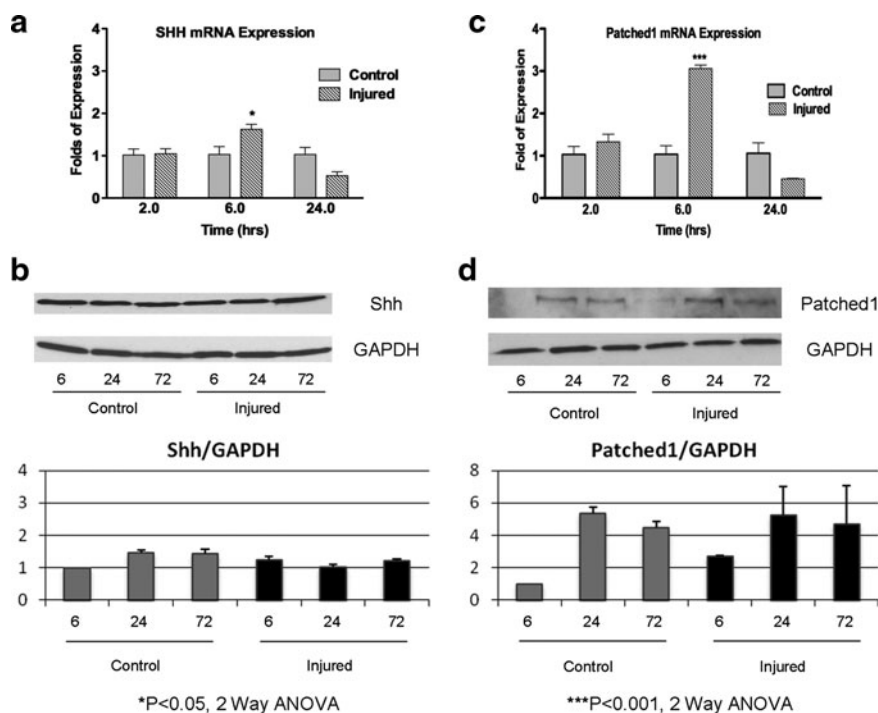 a
SHH mRNA Expression
Folds of Expression
4
3
2
1
0
*
Control
Injured
2.0 6.0 24.0
Time (hrs)
b
Shh
GAPDH
6 24 72 6 24 72
Control Injured
Shh/GAPDH
4
3
2
1
0
6 24 72 6 24 72
Control Injured
*P<0.05, 2 Way ANOVA
c
Patched1 mRNA Expression
Fold of Expression
4
3
2
1
0
***
Control
Injured
2.0 6.0 24.0
Time (hrs)
d
Patched1
GAPDH
6 24 72 6 24 72
Control Injured
Patched1/GAPDH
8
6
4
2
0
6 24 72 6 24 72
Control Injured
***P<0.001, 2 Way ANOVA